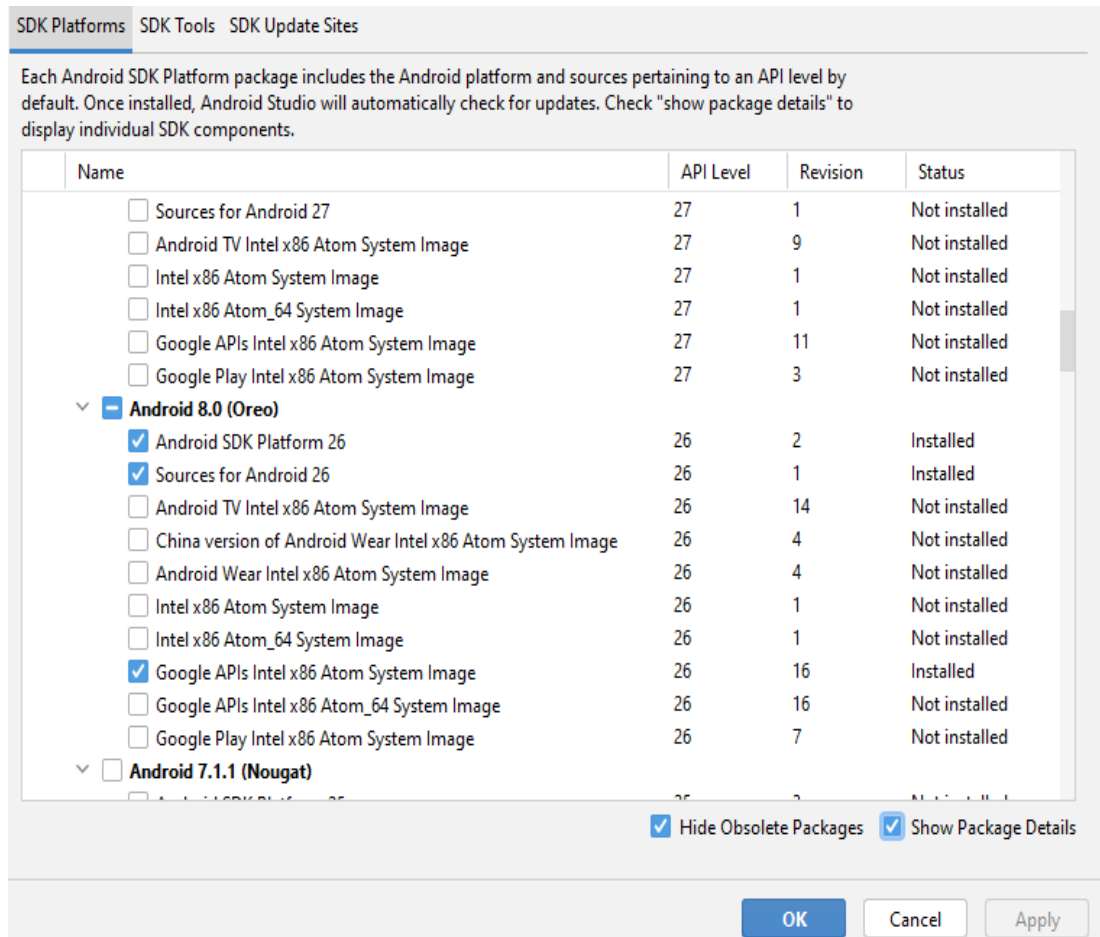 SDK Platforms SDK Tools SDK Update Sites
Each Android SDK Platform package includes the Android platform and sources pertaining to an API level by
default. Once installed, Android Studio will automatically check for updates. Check "show package details" to
display individual SDK components.
Name API Level Revision Status
Sources for Android 27 27 1 Not installed
Android TV Intel x86 Atom System Image 27 9 Not installed
Intel x86 Atom System Image 27 1 Not installed
Intel x86 Atom_64 System Image 27 1 Not installed
Google APIs Intel x86 Atom System Image 27 11 Not installed
Google Play Intel x86 Atom System Image 27 3 Not installed
Android 8.0 (Oreo)
Android SDK Platform 26 26 2 Installed
Sources for Android 26 26 1 Installed
Android TV Intel x86 Atom System Image 26 14 Not installed
China version of Android Wear Intel x86 Atom System Image 26 4 Not installed
Android Wear Intel x86 Atom System Image 26 4 Not installed
Intel x86 Atom System Image 26 1 Not installed
Intel x86 Atom_64 System Image 26 1 Not installed
Google APIs Intel x86 Atom System Image 26 16 Installed
Google APIs Intel x86 Atom_64 System Image 26 16 Not installed
Google Play Intel x86 Atom System Image 26 7 Not installed
Android 7.1.1 (Nougat)
Hide Obsolete Packages Show Package Details
OK Cancel Apply